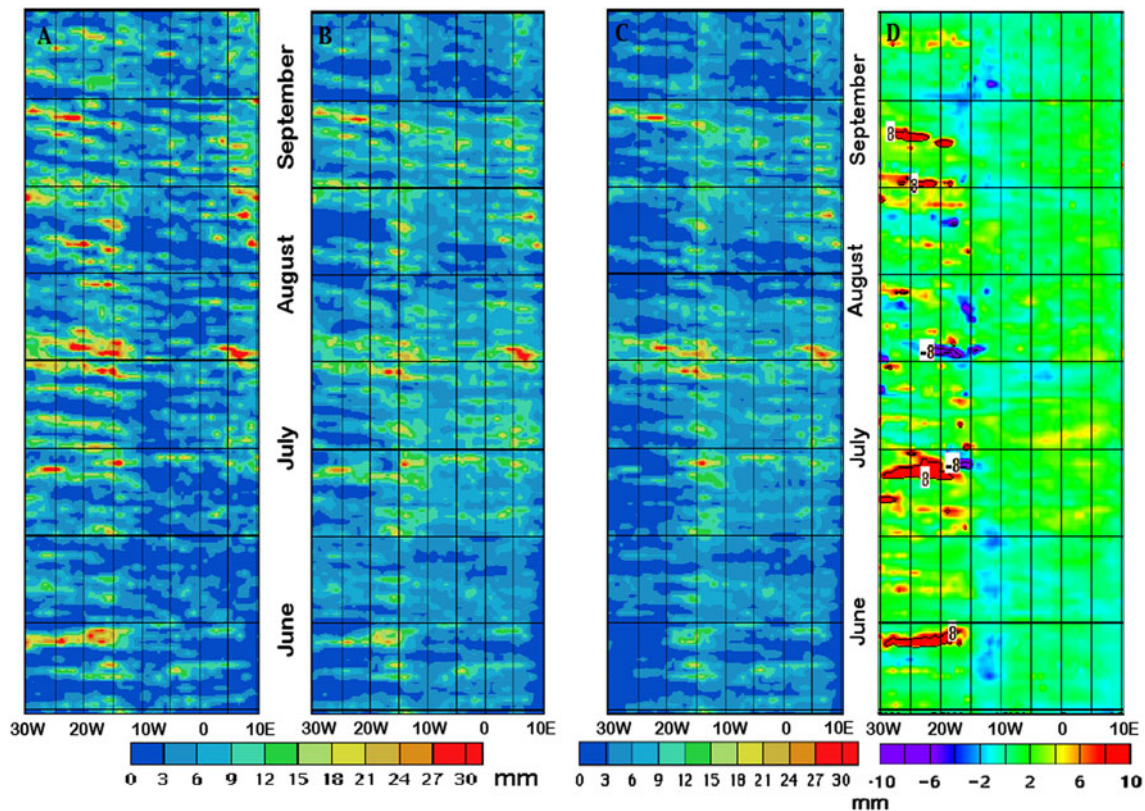 A
B
C
D
September
September
8
8
August
August
-8
July
July
-8
8
June
June
8
30W 20W 10W 0 10E
30W 20W 10W 0 10E
30W 20W 10W 0 10E
30W 20W 10W 0 10E
0 3 6 9 12 15 18 21 24 27 30 mm
0 3 6 9 12 15 18 21 24 27 30
-10 -6 -2 2 6 10
mm